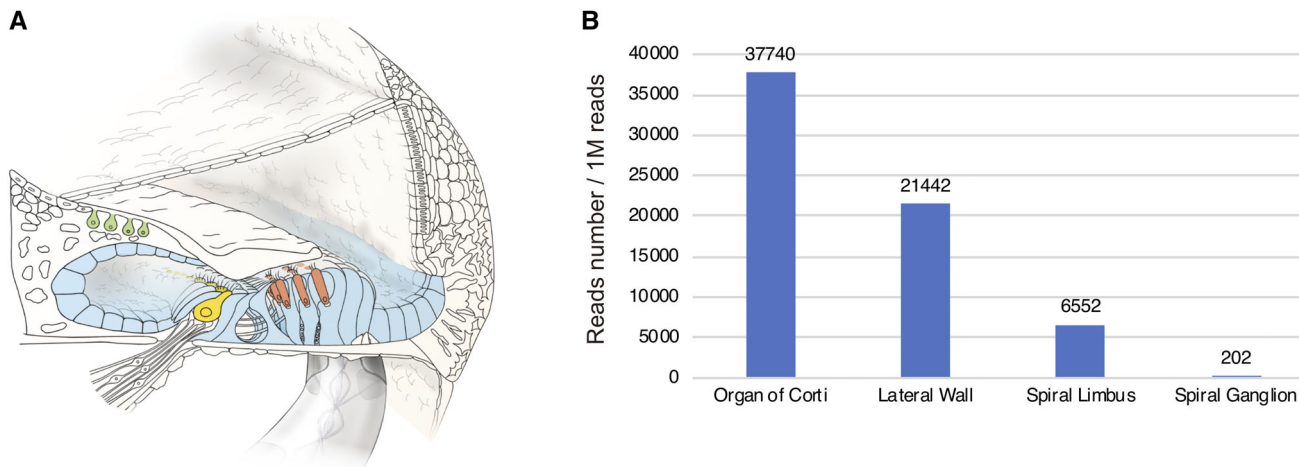 A
B
Reads number / 1M reads
40000
35000
30000
25000
20000
15000
10000
5000
0
37740
21442
6552
202
Organ of Corti
Lateral Wall
Spiral Limbus
Spiral Ganglion